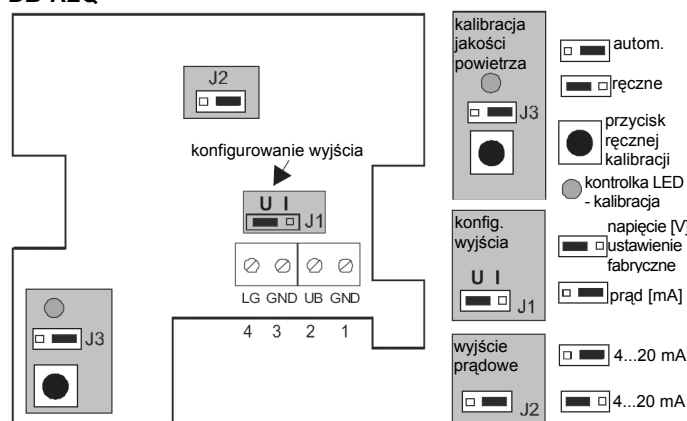 J2
konfigurowanie wyjścia
U I
J1
LG GND UB GND
4 3 2 1
J3
kalibracja
jakości
powietrza
J3
autom.
ręczne
przycisk
ręcznej
kalibracji
kontrolka LED
- kalibracja
konfig.
wyjścia
U I
J1
napięcie [V]
ustawienie
fabryczne
prąd [mA]
wyjście
prądowe
J2
4...20 mA
4...20 mA